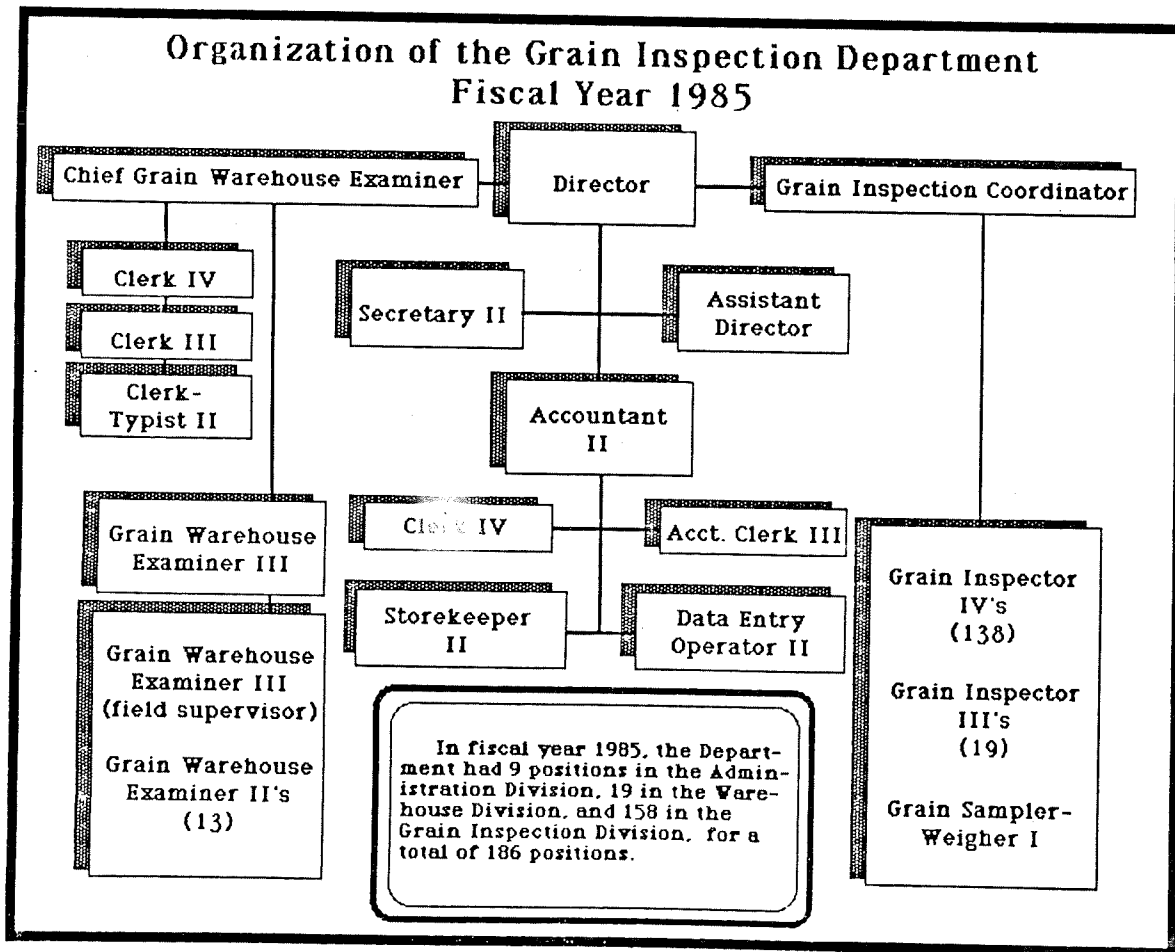 Organization of the Grain Inspection Department
Fiscal Year 1985
Chief Grain Warehouse Examiner
Director
Grain Inspection Coordinator
Clerk IV
Clerk III
Clerk-
Typist II
Secretary II
Assistant
Director
Accountant
II
Clerk IV
Acct. Clerk III
Storekeeper
II
Data Entry
Operator II
Grain Warehouse
Examiner III
Grain Warehouse
Examiner III
(field supervisor)
Grain Warehouse
Examiner II's
(13)
Grain Inspector
IV's
(138)
Grain Inspector
III's
(19)
Grain Sampler-
Weigher I
In fiscal year 1985, the Depart-
ment had 9 positions in the Admin-
istration Division, 19 in the Ware-
house Division, and 158 in the
Grain Inspection Division, for a
total of 186 positions.